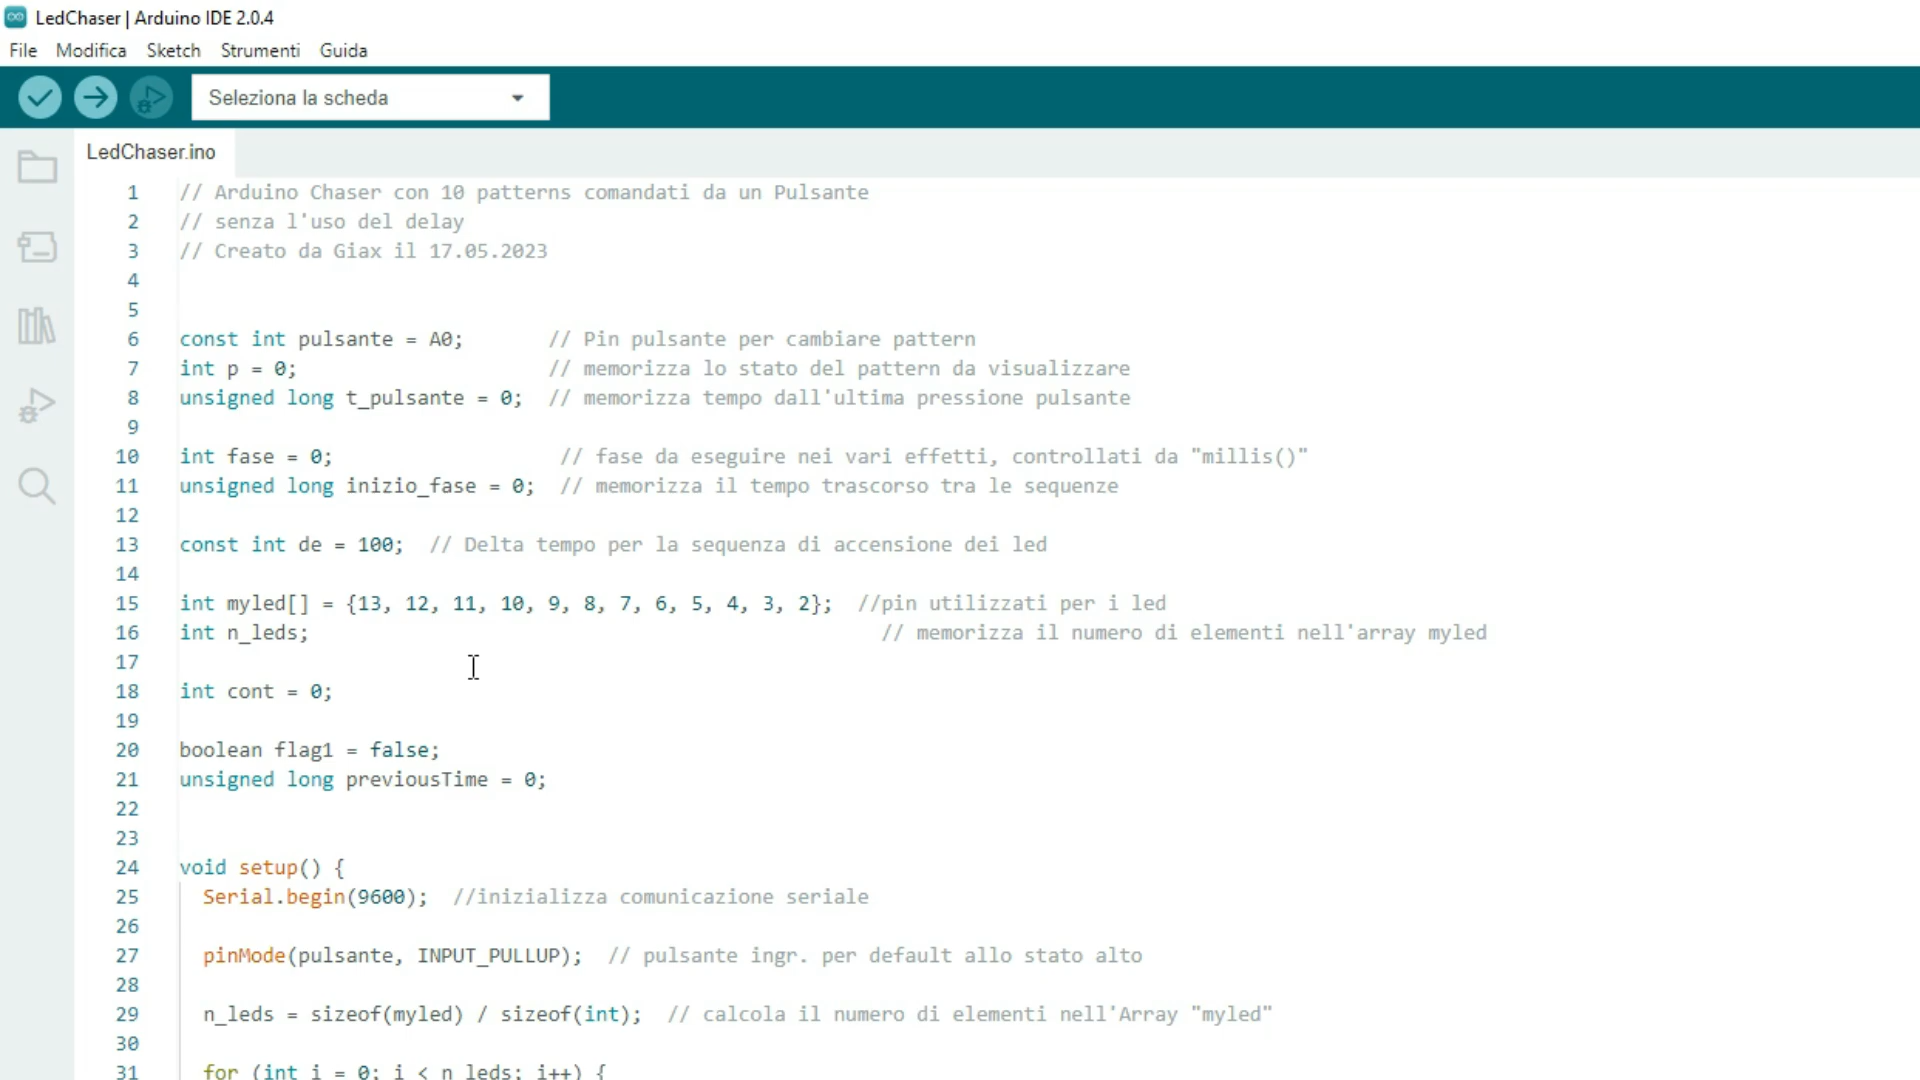 LedChaser | Arduino IDE 2.0.4
File Modifica Sketch Strumenti Guida
Seleziona la scheda
LedChaser.ino
1 // Arduino Chaser con 10 patterns comandati da un Pulsante
2 // senza l'uso del delay
3 // Creato da Giax il 17.05.2023
4
5
6 const int pulsante = A0; // Pin pulsante per cambiare pattern
7 int p = 0; // memorizza lo stato del pattern da visualizzare
8 unsigned long t_pulsante = 0; // memorizza tempo dall'ultima pressione pulsante
9
10 int fase = 0; // fase da eseguire nei vari effetti, controllati da "millis()"
11 unsigned long inizio_fase = 0; // memorizza il tempo trascorso tra le sequenze
12
13 const int de = 100; // Delta tempo per la sequenza di accensione dei led
14
15 int myled[] = {13, 12, 11, 10, 9, 8, 7, 6, 5, 4, 3, 2}; //pin utilizzati per i led
16 int n_leds; // memorizza il numero di elementi nell'array myled
17
18 int cont = 0;
19
20 boolean flag1 = false;
21 unsigned long previousTime = 0;
22
23
24 void setup() {
25 Serial.begin(9600); //inizializza comunicazione seriale
26
27 pinMode(pulsante, INPUT_PULLUP); // pulsante ingr. per default allo stato alto
28
29 n_leds = sizeof(myled) / sizeof(int); // calcola il numero di elementi nell'Array "myled"
30
31 for (int i = 0; i < n_leds; i++) {